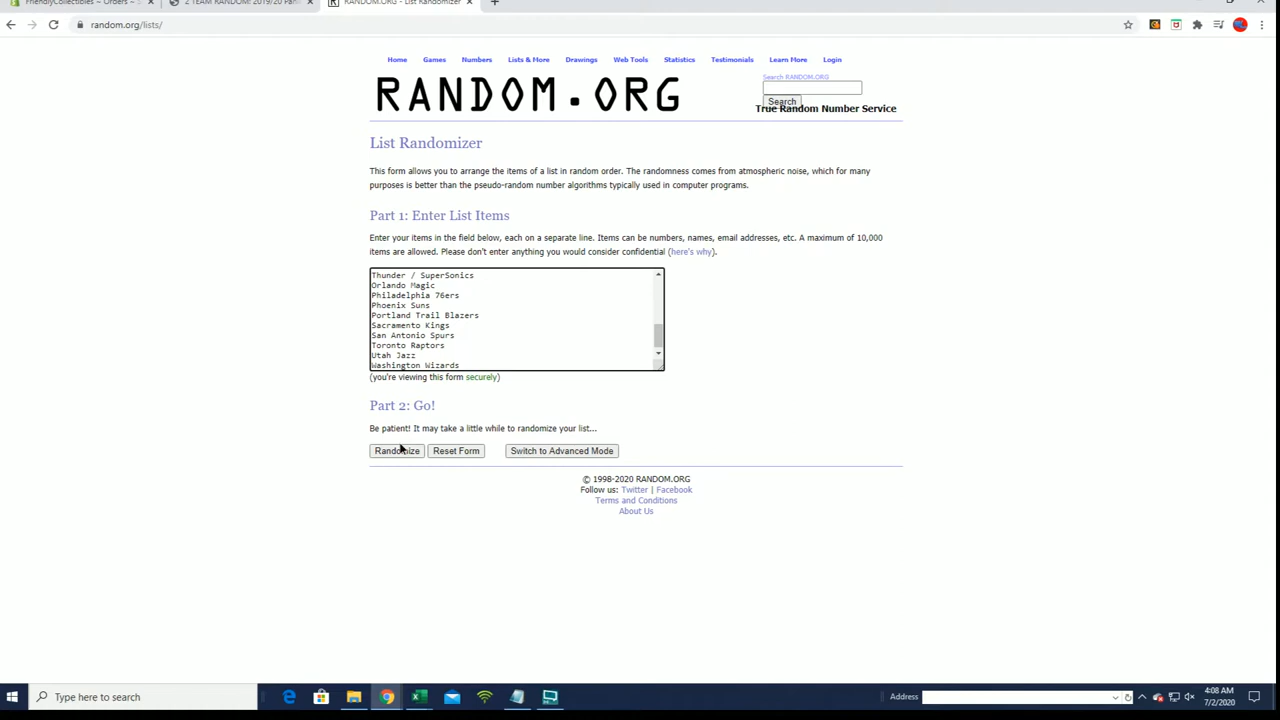 FriendlyCollectibles – Orders –
2 TEAM RANDOM: 2019/20 Pani
RANDOM.ORG - List Randomizer
random.org/lists/
Home Games Numbers Lists & More Drawings Web Tools Statistics Testimonials Learn More Login
RANDOM.ORG
Search RANDOM.ORG
Search
True Random Number Service
List Randomizer
This form allows you to arrange the items of a list in random order. The randomness comes from atmospheric noise, which for many
purposes is better than the pseudo-random number algorithms typically used in computer programs.
Part 1: Enter List Items
Enter your items in the field below, each on a separate line. Items can be numbers, names, email addresses, etc. A maximum of 10,000
items are allowed. Please don't enter anything you would consider confidential (here's why).
Thunder / SuperSonics
Orlando Magic
Philadelphia 76ers
Phoenix Suns
Portland Trail Blazers
Sacramento Kings
San Antonio Spurs
Toronto Raptors
Utah Jazz
Washington Wizards
(you're viewing this form securely)
Part 2: Go!
Be patient! It may take a little while to randomize your list...
Randomize Reset Form Switch to Advanced Mode
© 1998-2020 RANDOM.ORG
Follow us: Twitter | Facebook
Terms and Conditions
About Us
Type here to search
Address
4:08 AM
7/2/2020